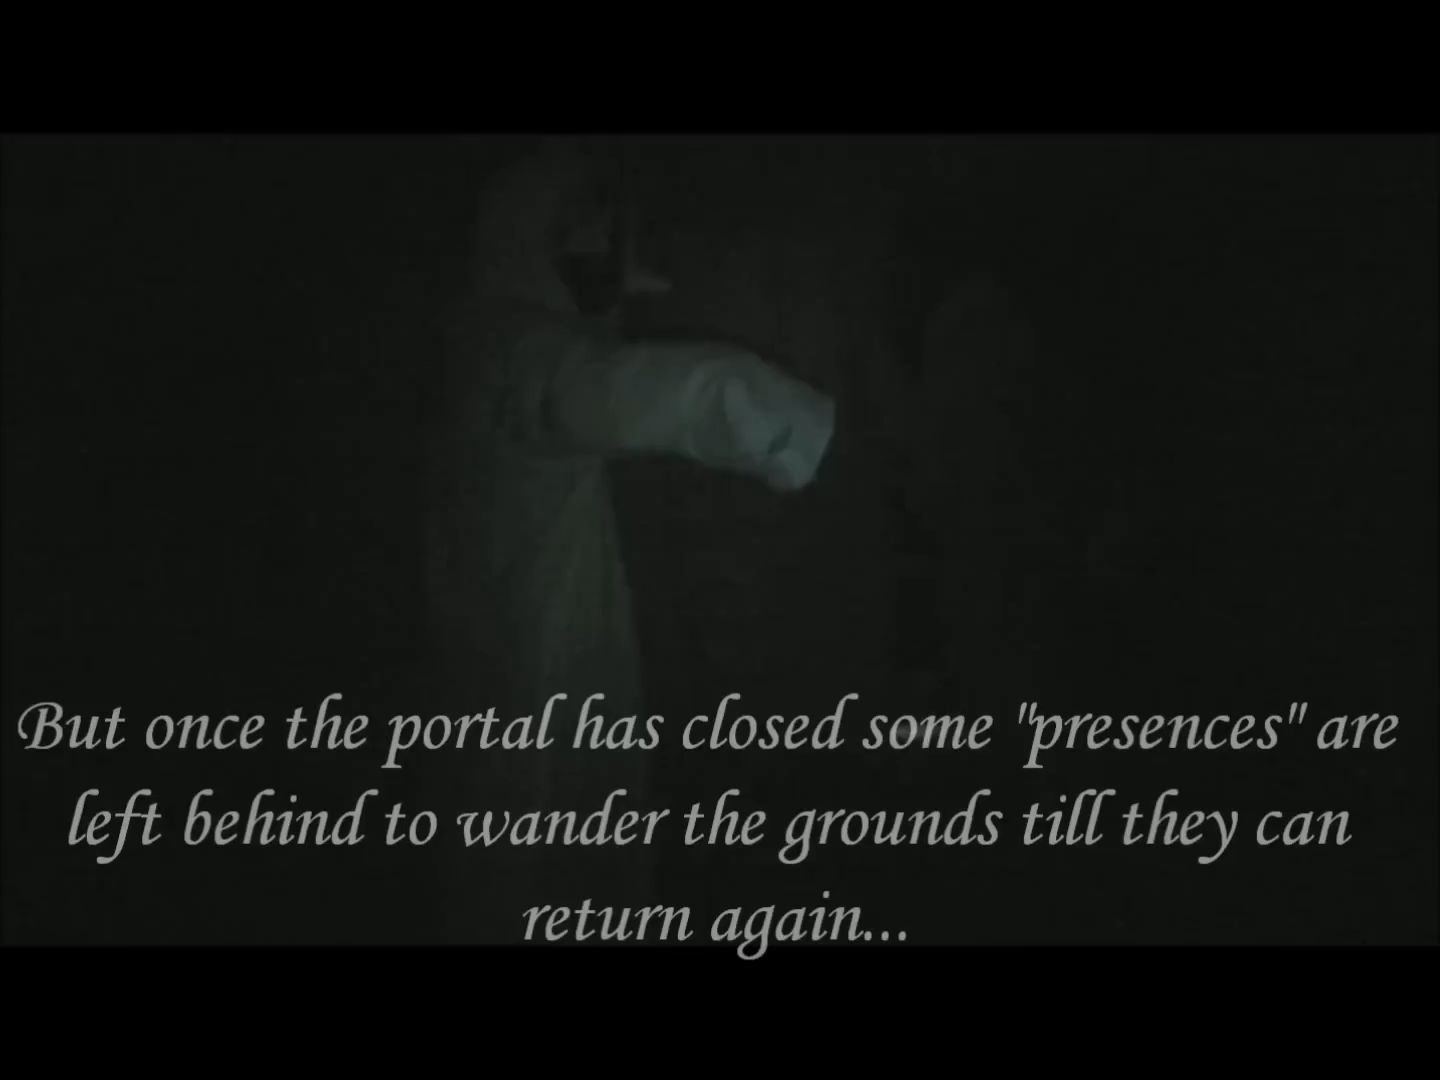 But once the portal has closed some "presences" are
left behind to wander the grounds till they can
return again...